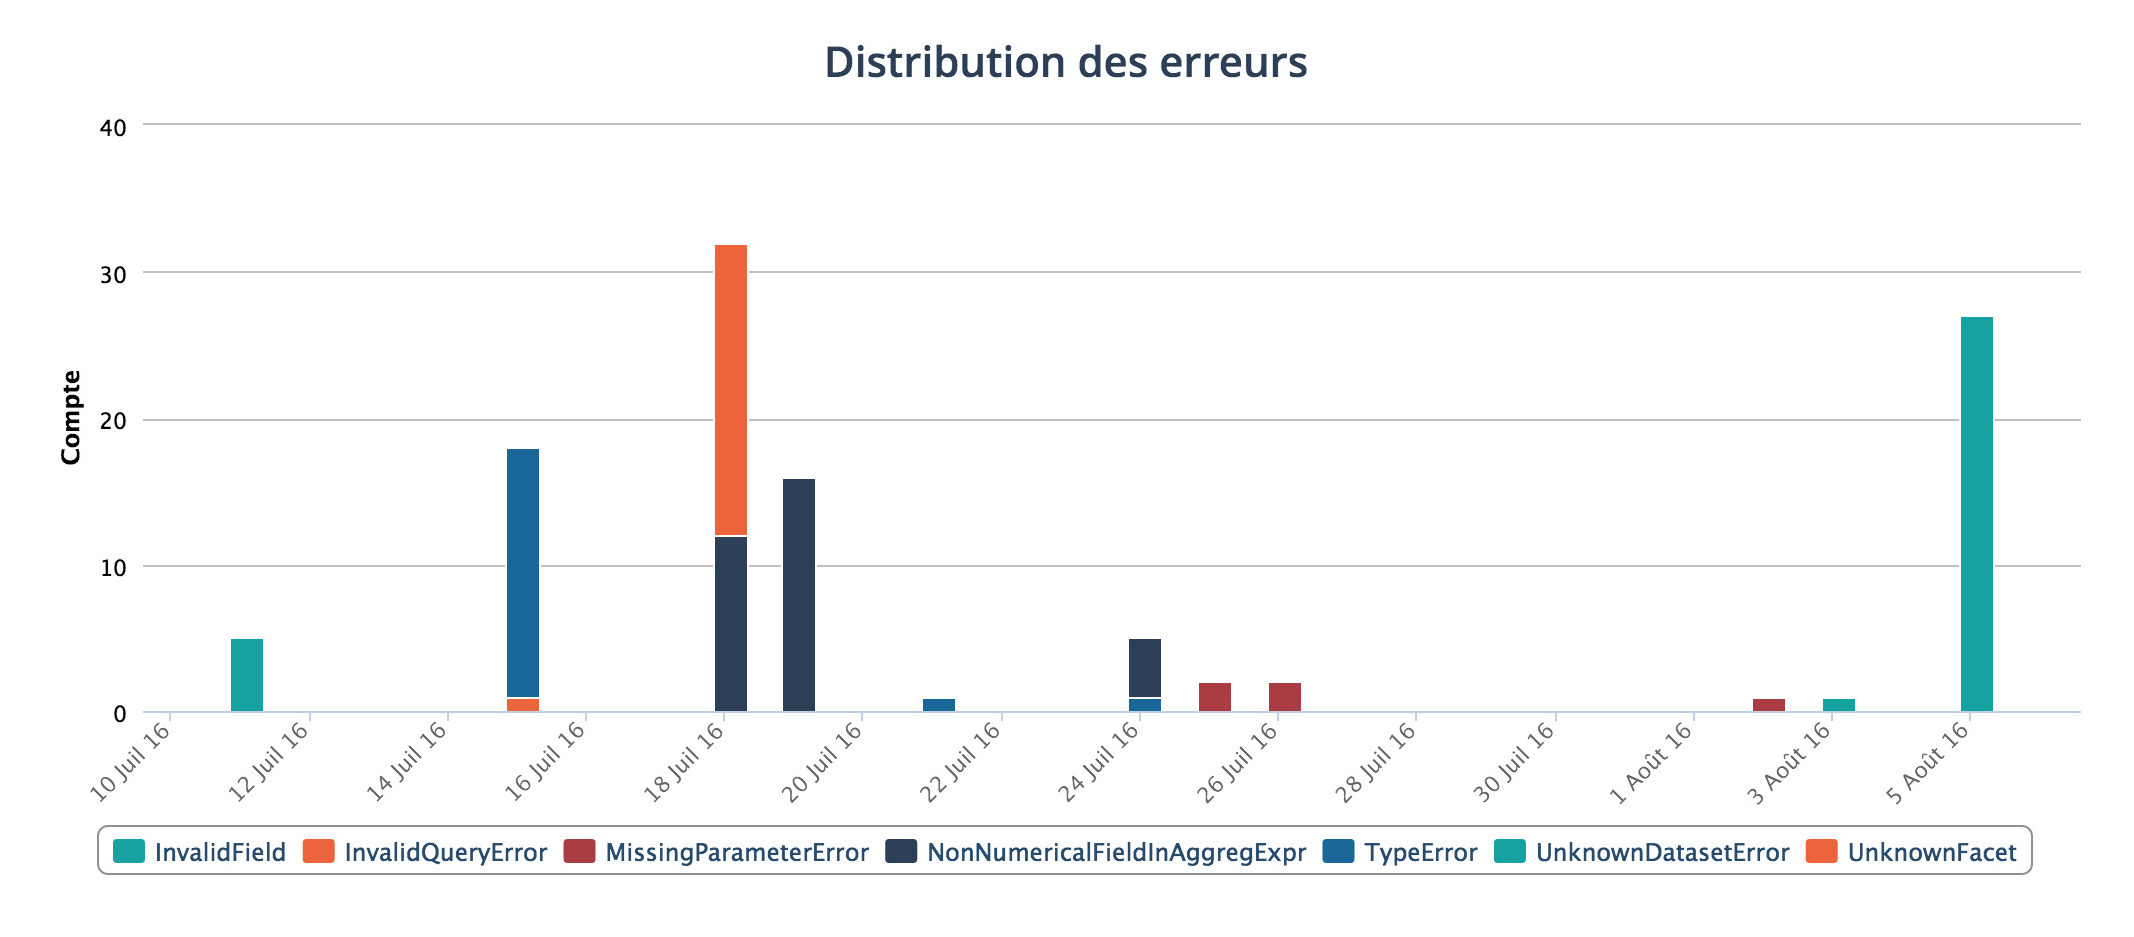 Distribution des erreurs
Compte
40
30
20
10
0
10 Juil 16
12 Juil 16
14 Juil 16
16 Juil 16
18 Juil 16
20 Juil 16
22 Juil 16
24 Juil 16
26 Juil 16
28 Juil 16
30 Juil 16
1 Août 16
3 Août 16
5 Août 16
InvalidField InvalidQueryError MissingParameterError NonNumericalFieldInAggregExpr TypeError UnknownDatasetError UnknownFacet